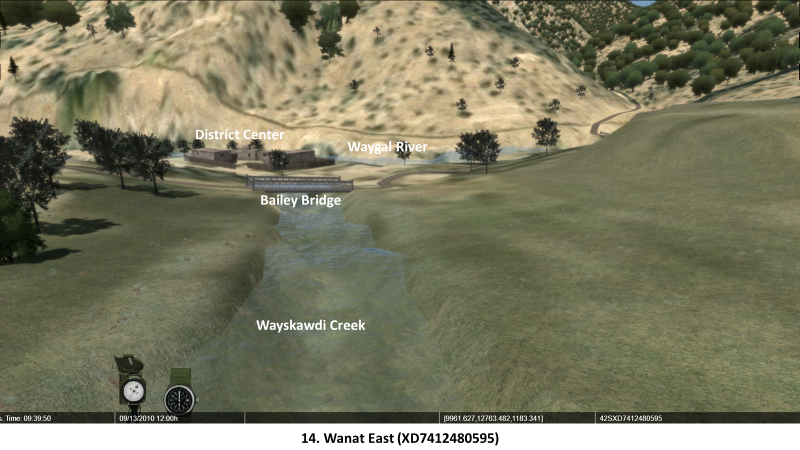 District Center
Waygal River
Bailey Bridge
Wayskawdi Creek
s. Time: 09:39:50
09/13/2010 12:00h
[9961.627,12763.482,1183.341]
42SXD7412480595
14. Wanat East (XD7412480595)